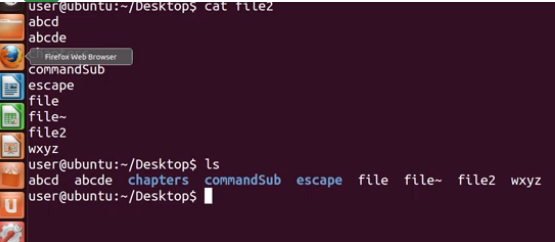 user@ubuntu:~/Desktop$ cat file2
abcd
abcde
Firefox Web Browser
commandSub
escape
file
file~
file2
wxyz
user@ubuntu:~/Desktop$ ls
abcd abcde chapters commandSub escape file file~ file2 wxyz
user@ubuntu:~/Desktop$